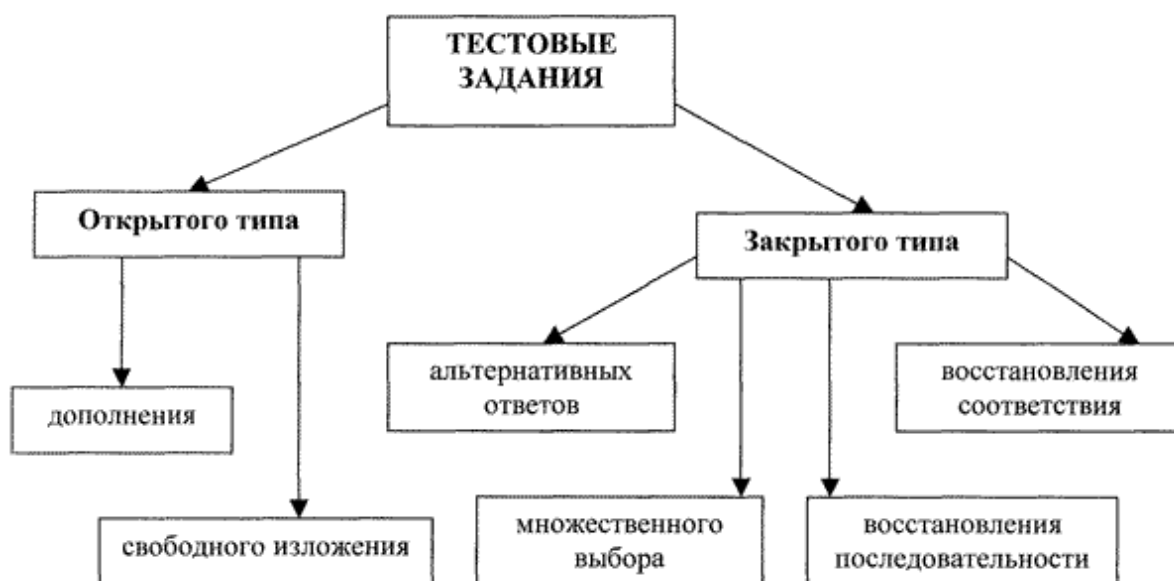 ТЕСТОВЫЕ
ЗАДАНИЯ
Открытого типа
Закрытого типа
альтернативных
ответов
восстановления
соответствия
дополнения
свободного изложения
множественного
выбора
восстановления
последовательности